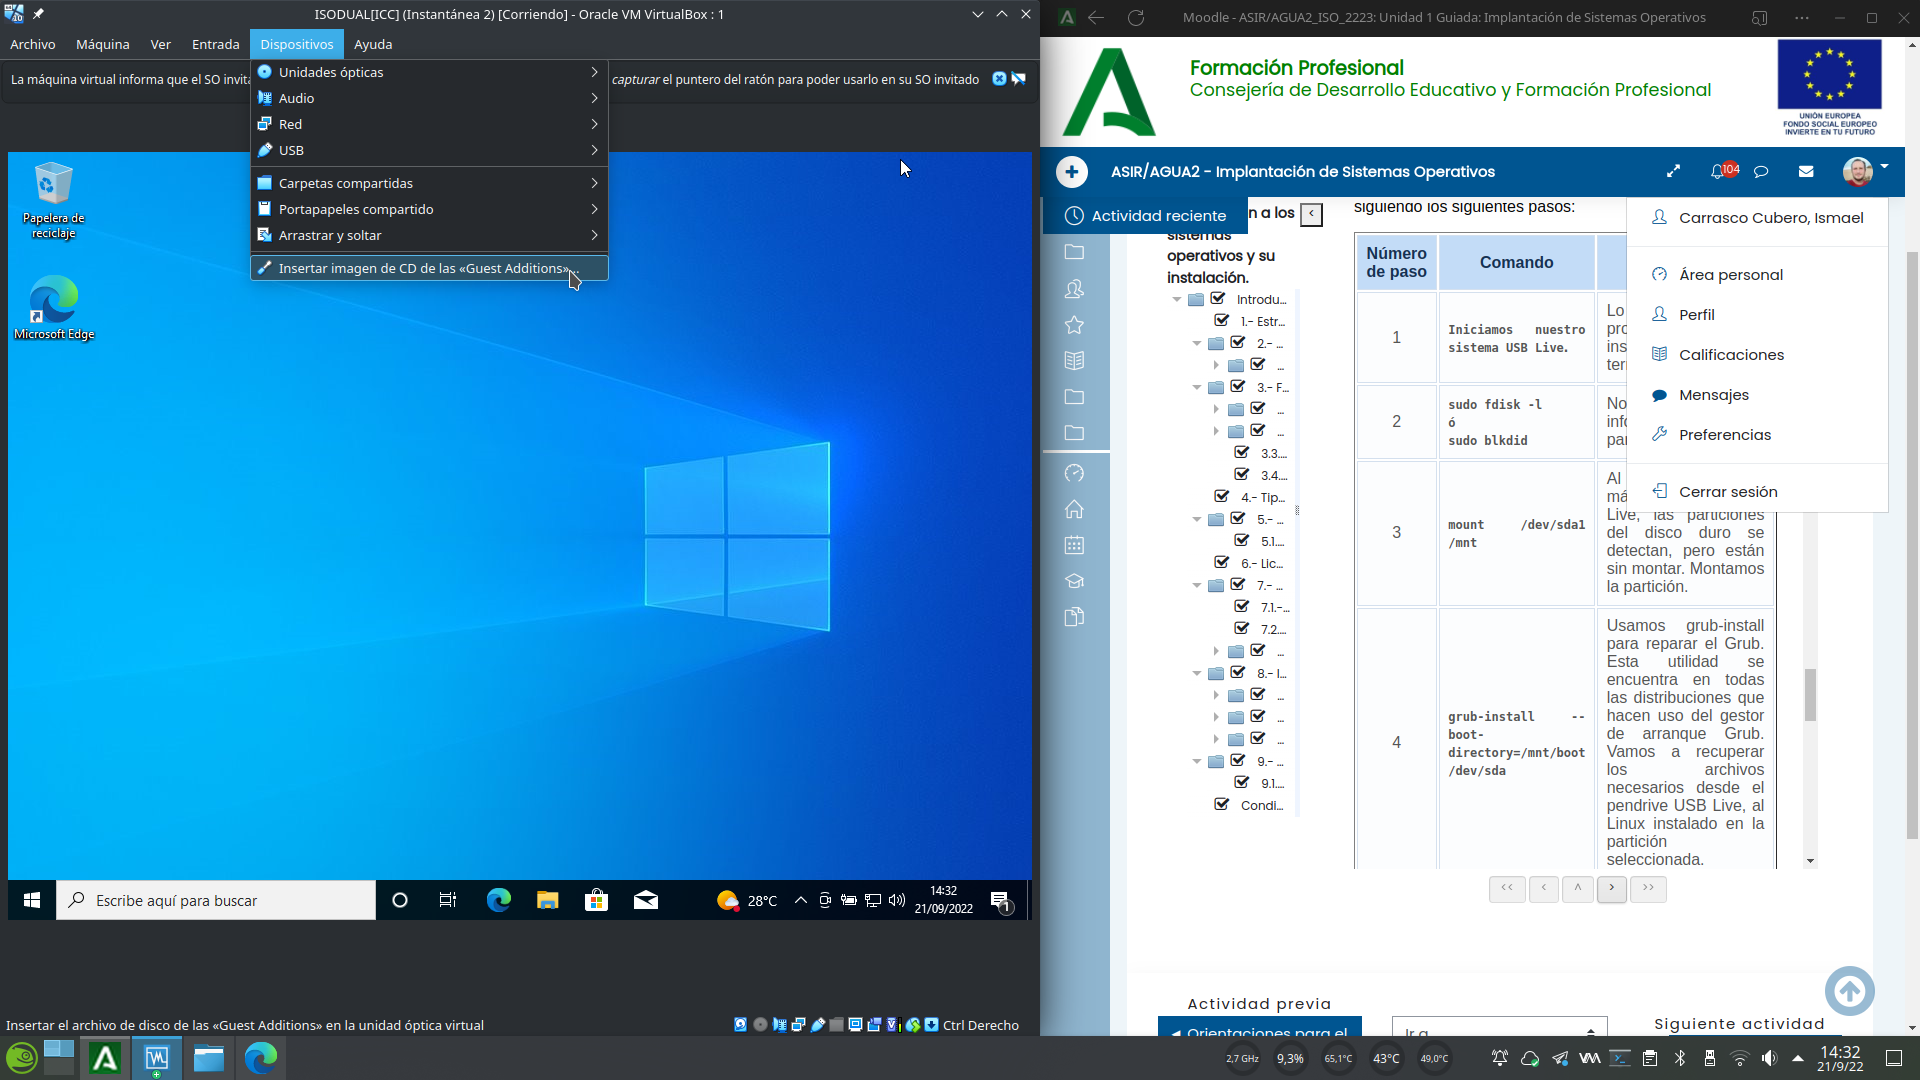 ISODUAL[ICC] (Instantánea 2) [Corriendo] - Oracle VM VirtualBox : 1
Archivo
Máquina
Ver
Entrada
Dispositivos
Ayuda
La máquina virtual informa que el SO invita
capturar el puntero del ratón para poder usarlo en su SO invitado
Unidades ópticas
Audio
Red
USB
Carpetas compartidas
Portapapeles compartido
Arrastrar y soltar
Insertar imagen de CD de las «Guest Additions»...
Papelera de
reciclaje
Microsoft Edge
Escribe aquí para buscar
28°C
14:32
21/09/2022
1
Insertar el archivo de disco de las «Guest Additions» en la unidad óptica virtual
Ctrl Derecho
Moodle - ASIR/AGUA2_ISO_2223: Unidad 1 Guiada: Implantación de Sistemas Operativos
Formación Profesional
Consejería de Desarrollo Educativo y Formación Profesional
UNIÓN EUROPEA
FONDO SOCIAL EUROPEO
INVIERTE EN TU FUTURO
ASIR/AGUA2 - Implantación de Sistemas Operativos
104
Actividad reciente
n a los
sistemas
operativos y su
instalación.
Introdu...
1.- Estr...
2.- ...
...
3.- F...
...
...
3.3....
3.4....
4.- Tip...
5.- ...
5.1....
6.- Lic...
7.- ...
7.1.-...
7.2....
...
8.- I...
...
...
...
9.- ...
9.1....
Condi...
siguiendo los siguientes pasos:
Número
de paso
Comando
1
Iniciamos nuestro
sistema USB Live.
Lo
pro
ins
teri
2
sudo fdisk -l
ó
sudo blkdid
No
info
par
3
mount /dev/sda1
/mnt
Al
má
Live, las particiones
del disco duro se
detectan, pero están
sin montar. Montamos
la partición.
4
grub-install --
boot-
directory=/mnt/boot
/dev/sda
Usamos grub-install
para reparar el Grub.
Esta utilidad se
encuentra en todas
las distribuciones que
hacen uso del gestor
de arranque Grub.
Vamos a recuperar
los archivos
necesarios desde el
pendrive USB Live, al
Linux instalado en la
partición
seleccionada.
Carrasco Cubero, Ismael
Área personal
Perfil
Calificaciones
Mensajes
Preferencias
Cerrar sesión
Actividad previa
◄ Orientaciones para el
Ir a
Siguiente actividad
2,7 GHz
9,3%
65,1°C
43°C
49,0°C
14:32
21/9/22